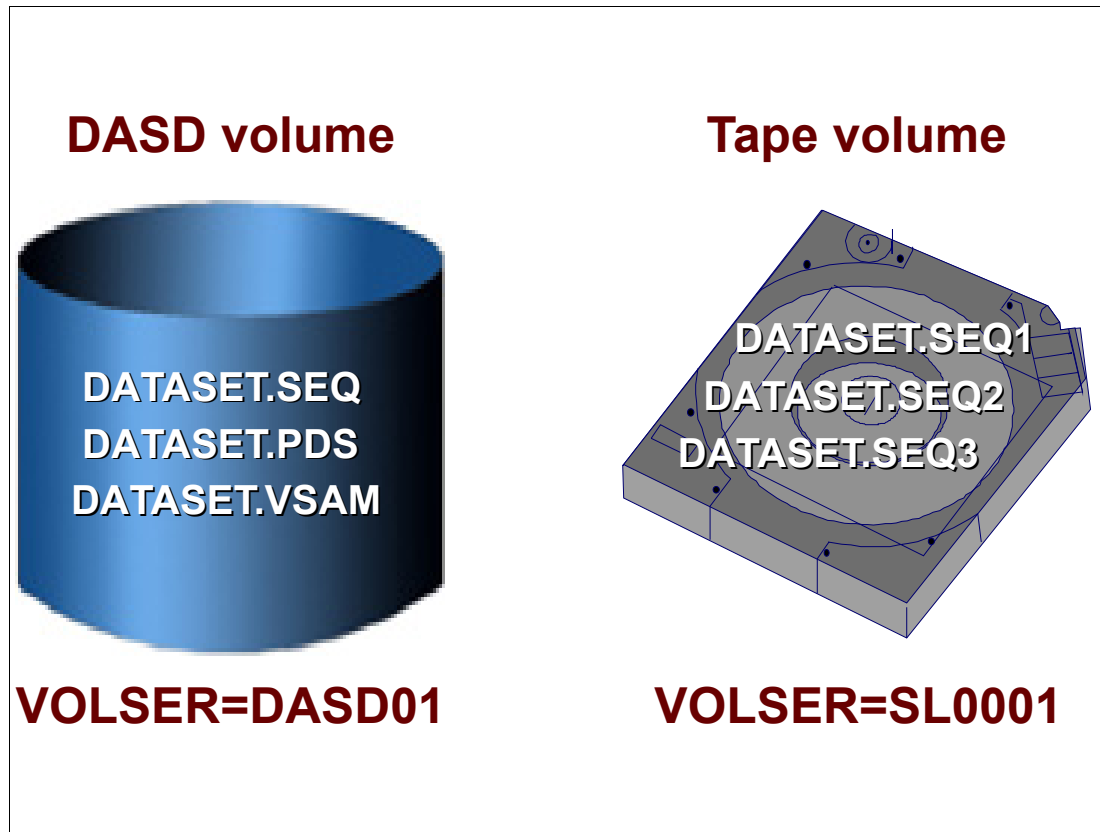 DASD volume
DATASET.SEQ
DATASET.PDS
DATASET.VSAM
VOLSER=DASD01
Tape volume
DATASET.SEQ1
DATASET.SEQ2
DATASET.SEQ3
VOLSER=SL0001